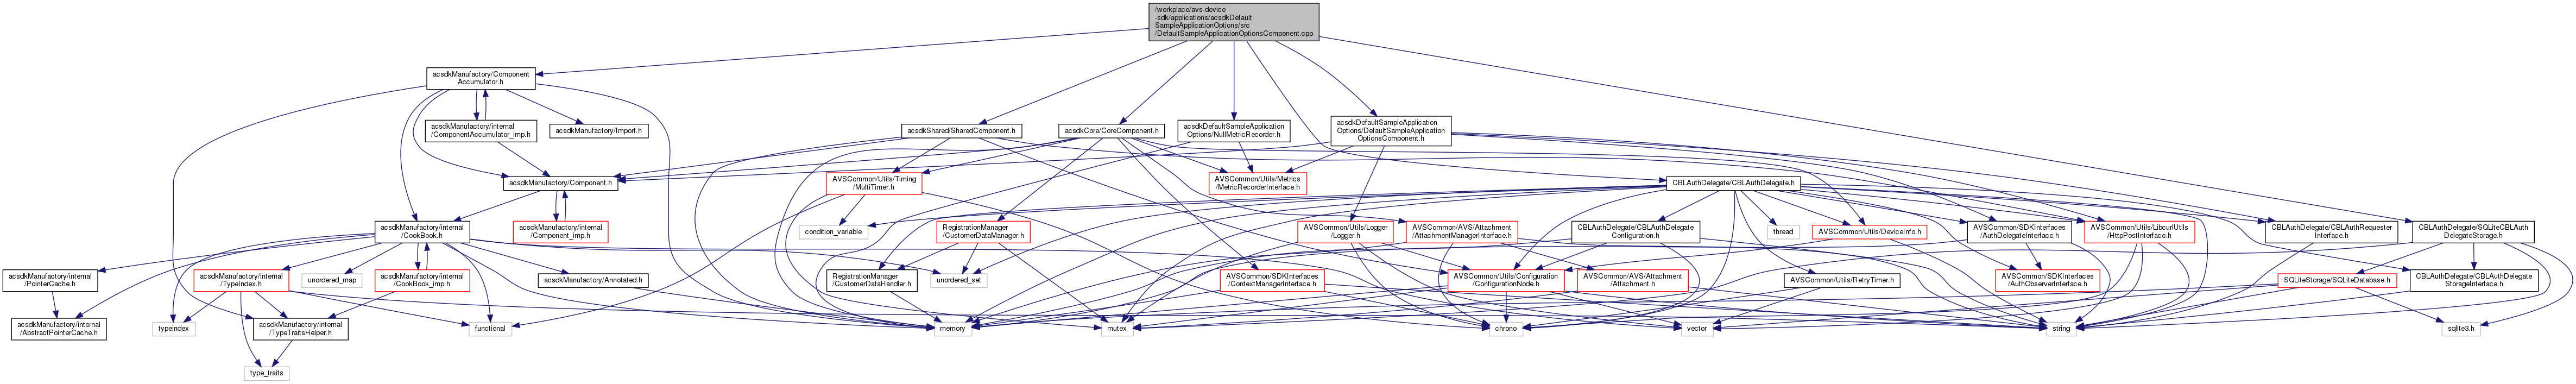 /workplace/avs-device
-sdk/applications/acsdkDefault
SampleApplicationOptions/src
/DefaultSampleApplicationOptionsComponent.cpp
acsdkManufactory/Component
Accumulator.h
acsdkManufactory/internal
/ComponentAccumulator_imp.h
acsdkManufactory/Import.h
acsdkShared/SharedComponent.h
acsdkCore/CoreComponent.h
acsdkDefaultSampleApplication
Options/NullMetricRecorder.h
acsdkDefaultSampleApplication
Options/DefaultSampleApplication
OptionsComponent.h
acsdkManufactory/Component.h
AVSCommon/Utils/Timing
/MultiTimer.h
AVSCommon/Utils/Metrics
/MetricRecorderInterface.h
CBLAuthDelegate/CBLAuthDelegate.h
acsdkManufactory/internal
/CookBook.h
acsdkManufactory/internal
/Component_imp.h
condition_variable
RegistrationManager
/CustomerDataManager.h
AVSCommon/Utils/Logger
/Logger.h
AVSCommon/AVS/Attachment
/AttachmentManagerInterface.h
CBLAuthDelegate/CBLAuthDelegate
Configuration.h
thread
AVSCommon/Utils/DeviceInfo.h
AVSCommon/SDKInterfaces
/AuthDelegateInterface.h
AVSCommon/Utils/LibcurlUtils
/HttpPostInterface.h
CBLAuthDelegate/CBLAuthRequester
Interface.h
CBLAuthDelegate/SQLiteCBLAuth
DelegateStorage.h
acsdkManufactory/internal
/PointerCache.h
acsdkManufactory/internal
/TypeIndex.h
unordered_map
acsdkManufactory/internal
/CookBook_imp.h
acsdkManufactory/Annotated.h
RegistrationManager
/CustomerDataHandler.h
unordered_set
AVSCommon/SDKInterfaces
/ContextManagerInterface.h
AVSCommon/Utils/Configuration
/ConfigurationNode.h
AVSCommon/AVS/Attachment
/Attachment.h
AVSCommon/Utils/RetryTimer.h
AVSCommon/SDKInterfaces
/AuthObserverInterface.h
SQLiteStorage/SQLiteDatabase.h
CBLAuthDelegate/CBLAuthDelegate
StorageInterface.h
acsdkManufactory/internal
/AbstractPointerCache.h
typeindex
acsdkManufactory/internal
/TypeTraitsHelper.h
functional
memory
mutex
chrono
vector
string
sqlite3.h
type_traits